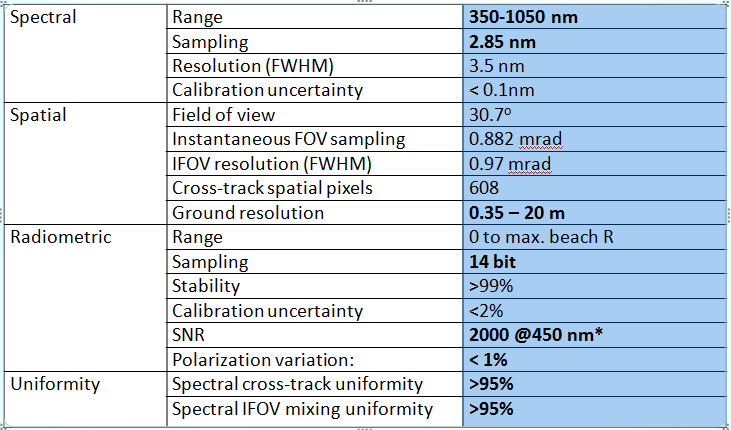 Spectral Range 350-1050 nm
Sampling 2.85 nm
Resolution (FWHM) 3.5 nm
Calibration uncertainty < 0.1nm
Spatial Field of view 30.7º
Instantaneous FOV sampling 0.882 mrad
IFOV resolution (FWHM) 0.97 mrad
Cross-track spatial pixels 608
Ground resolution 0.35 – 20 m
Radiometric Range 0 to max. beach R
Sampling 14 bit
Stability >99%
Calibration uncertainty <2%
SNR 2000 @450 nm*
Polarization variation: < 1%
Uniformity Spectral cross-track uniformity >95%
Spectral IFOV mixing uniformity >95%